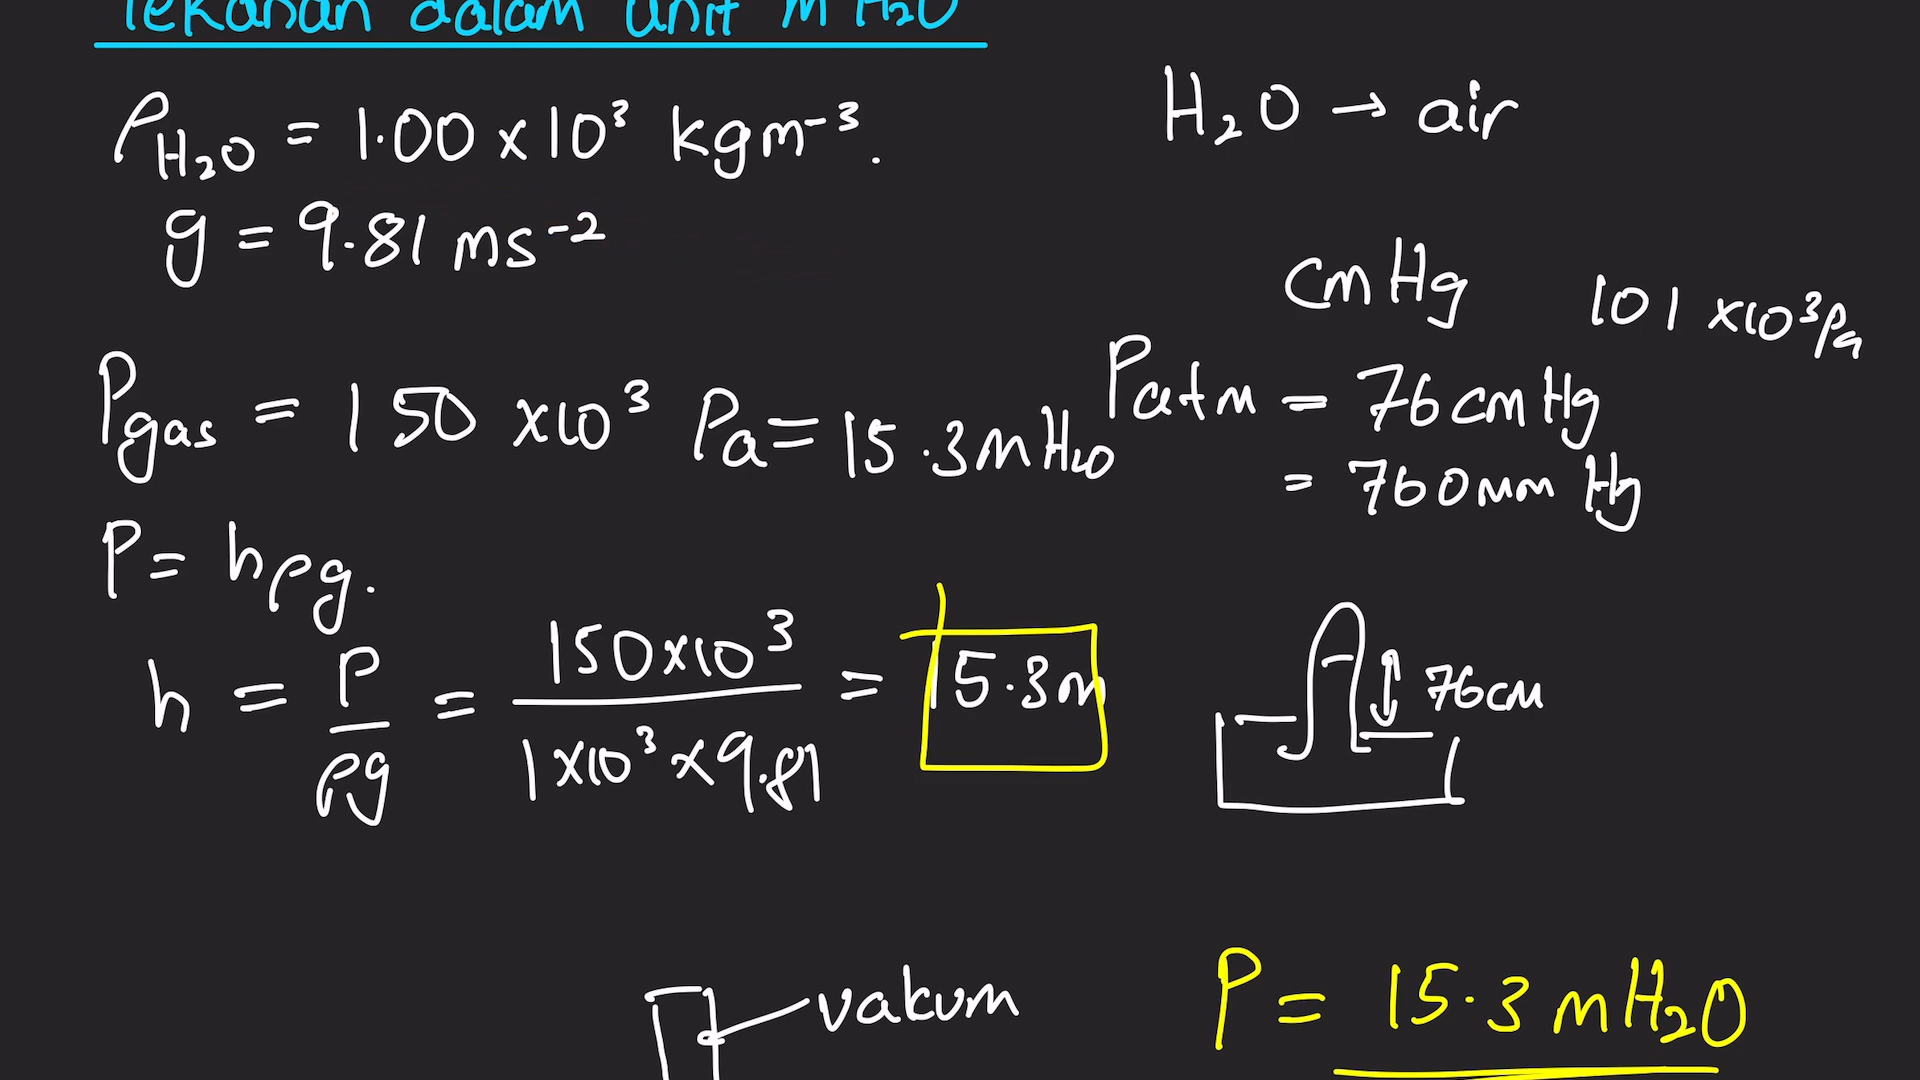 Tekanan dalam unit m H₂O
ρH₂O = 1.00 x 10³ kgm⁻³.
g = 9.81 ms⁻²
H₂O → air
cm Hg
101 x10³Pa
Pgas = 150 x10³ Pa = 15.3m H₂O
Patm = 76cm Hg
= 760mm Hg
P = hρg.
h = P/ρg = 150x10³/1x10³x9.81 = 15.3m
76cm
vakum
P = 15.3 mH₂O